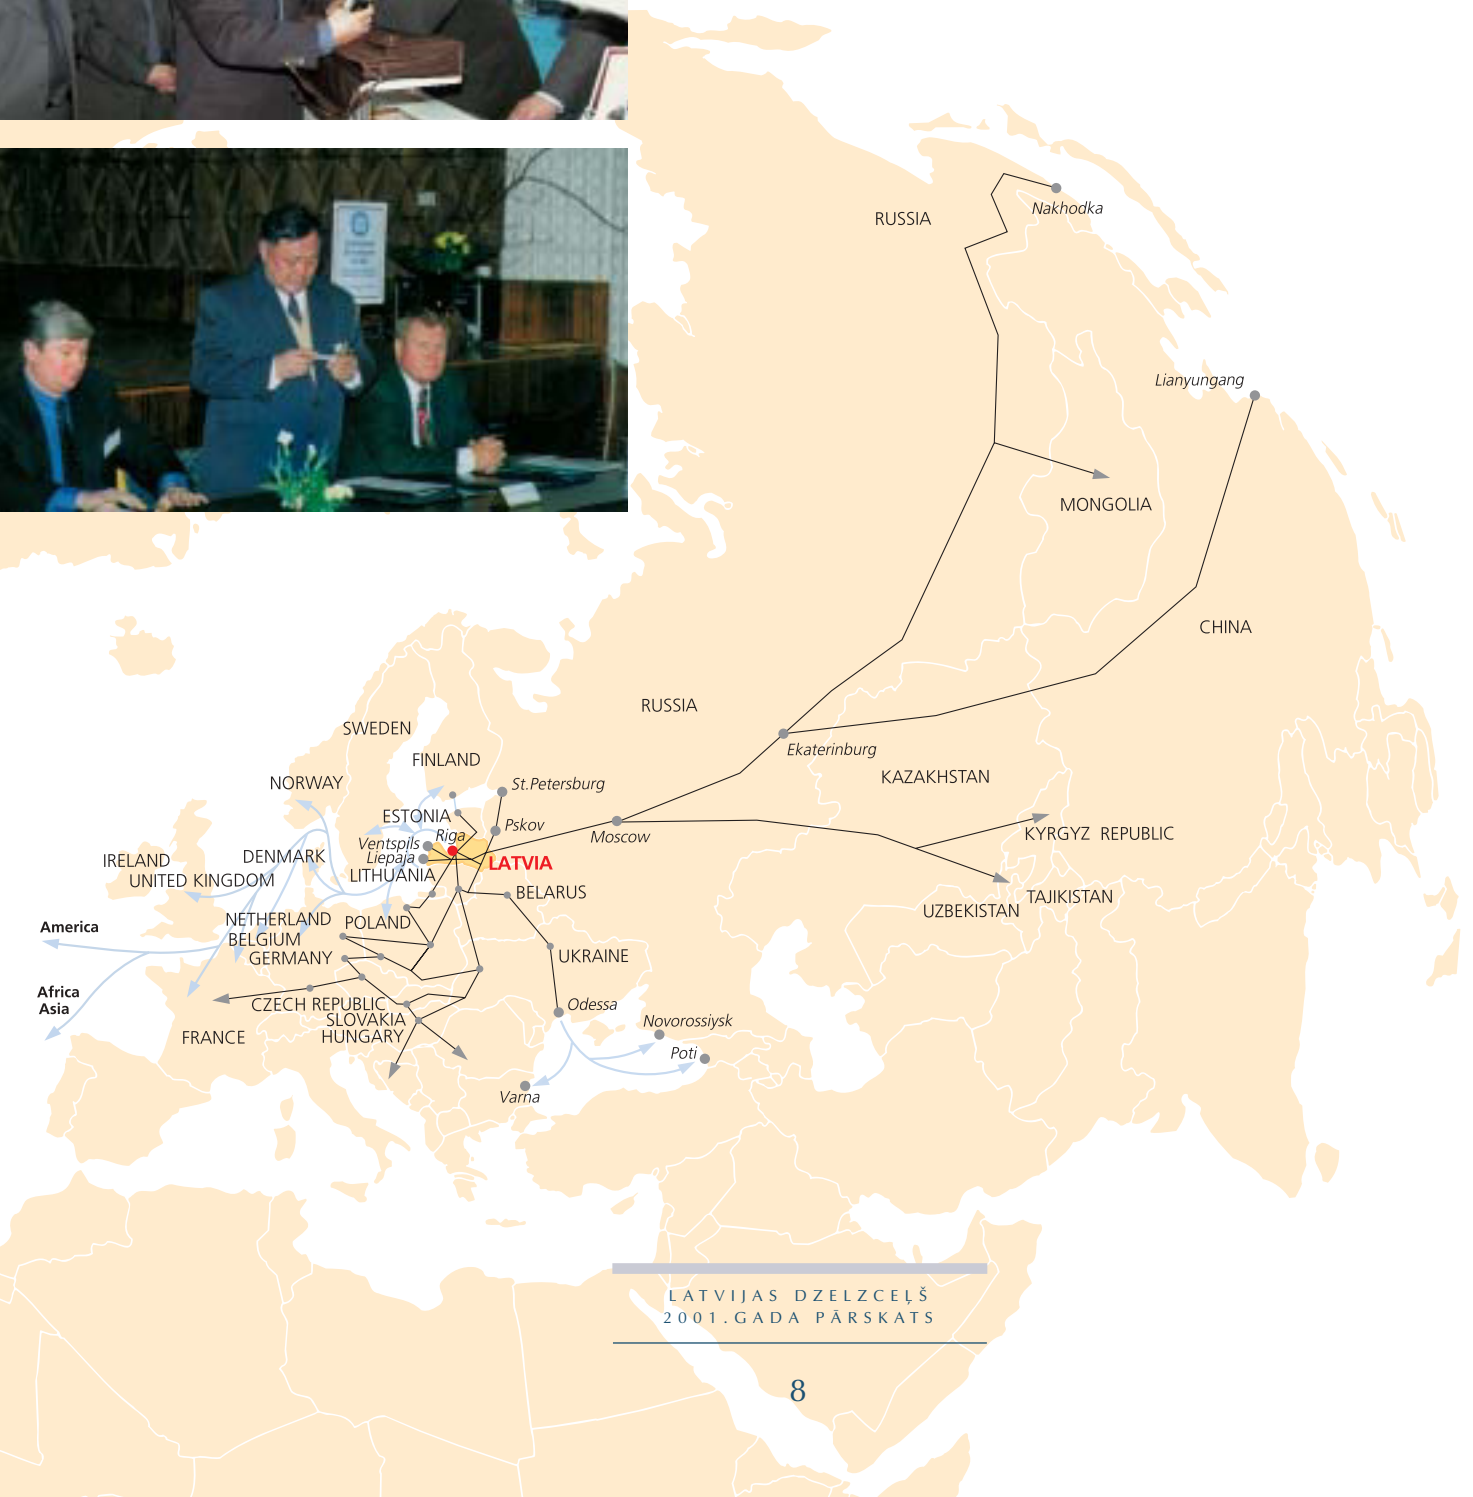 RUSSIA
Nakhodka
Lianyungang
MONGOLIA
CHINA
RUSSIA
SWEDEN
FINLAND
Ekaterinburg
NORWAY
St.Petersburg
KAZAKHSTAN
ESTONIA
Pskov
Riga
Moscow
KYRGYZ REPUBLIC
Ventspils
Liepaja
IRELAND
DENMARK
LATVIA
UNITED KINGDOM
LITHUANIA
BELARUS
TAJIKISTAN
UZBEKISTAN
America
NETHERLAND
POLAND
BELGIUM
GERMANY
UKRAINE
Africa
Asia
CZECH REPUBLIC
Odessa
SLOVAKIA
Novorossiysk
FRANCE
HUNGARY
Poti
Varna
LATVIJAS DZELZCEĻŠ
2001.GADA PĀRSKATS
8